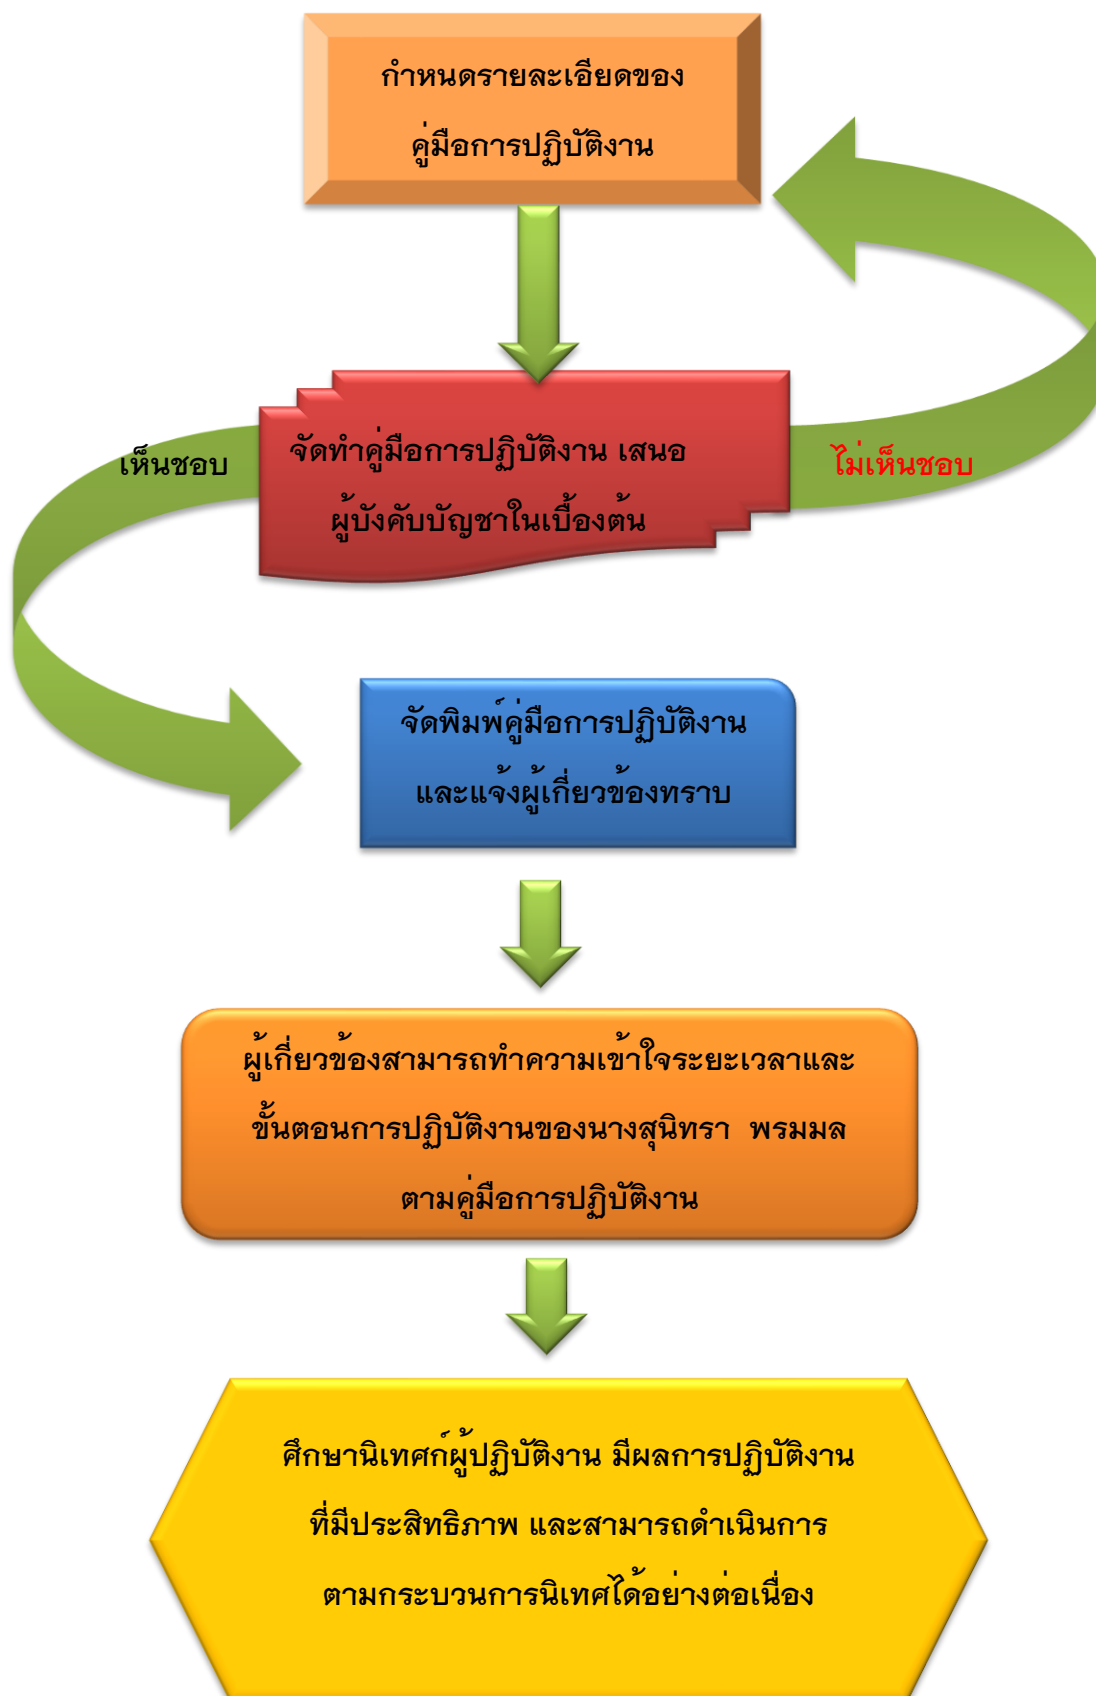 กำหนดรายละเอียดของ
คู่มือการปฏิบัติงาน
เห็นชอบ
จัดทำคู่มือการปฏิบัติงาน เสนอ
ผู้บังคับบัญชาในเบื้องต้น
ไม่เห็นชอบ
จัดพิมพ์คู่มือการปฏิบัติงาน
และแจ้งผู้เกี่ยวข้องทราบ
ผู้เกี่ยวข้องสามารถทำความเข้าใจระยะเวลาและ
ขั้นตอนการปฏิบัติงานของนางสุนิทรา  พรมมล
ตามคู่มือการปฏิบัติงาน
ศึกษานิเทศก์ผู้ปฏิบัติงาน มีผลการปฏิบัติงาน
ที่มีประสิทธิภาพ และสามารถดำเนินการ
ตามกระบวนการนิเทศได้อย่างต่อเนื่อง